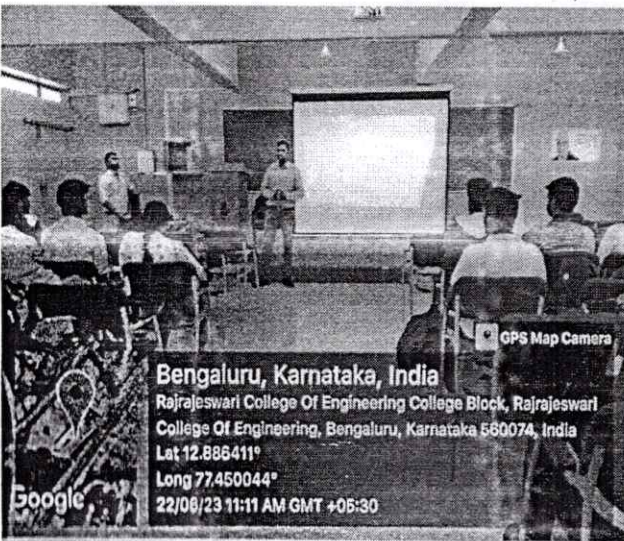 GPS Map Camera
Bengaluru, Karnataka, India
Rajrajeswari College Of Engineering College Block, Rajrajeswari
College Of Engineering, Bengaluru, Karnataka 560074, India
Lat 12.886411°
Long 77.450044°
22/06/23 11:11 AM GMT +05:30
Google